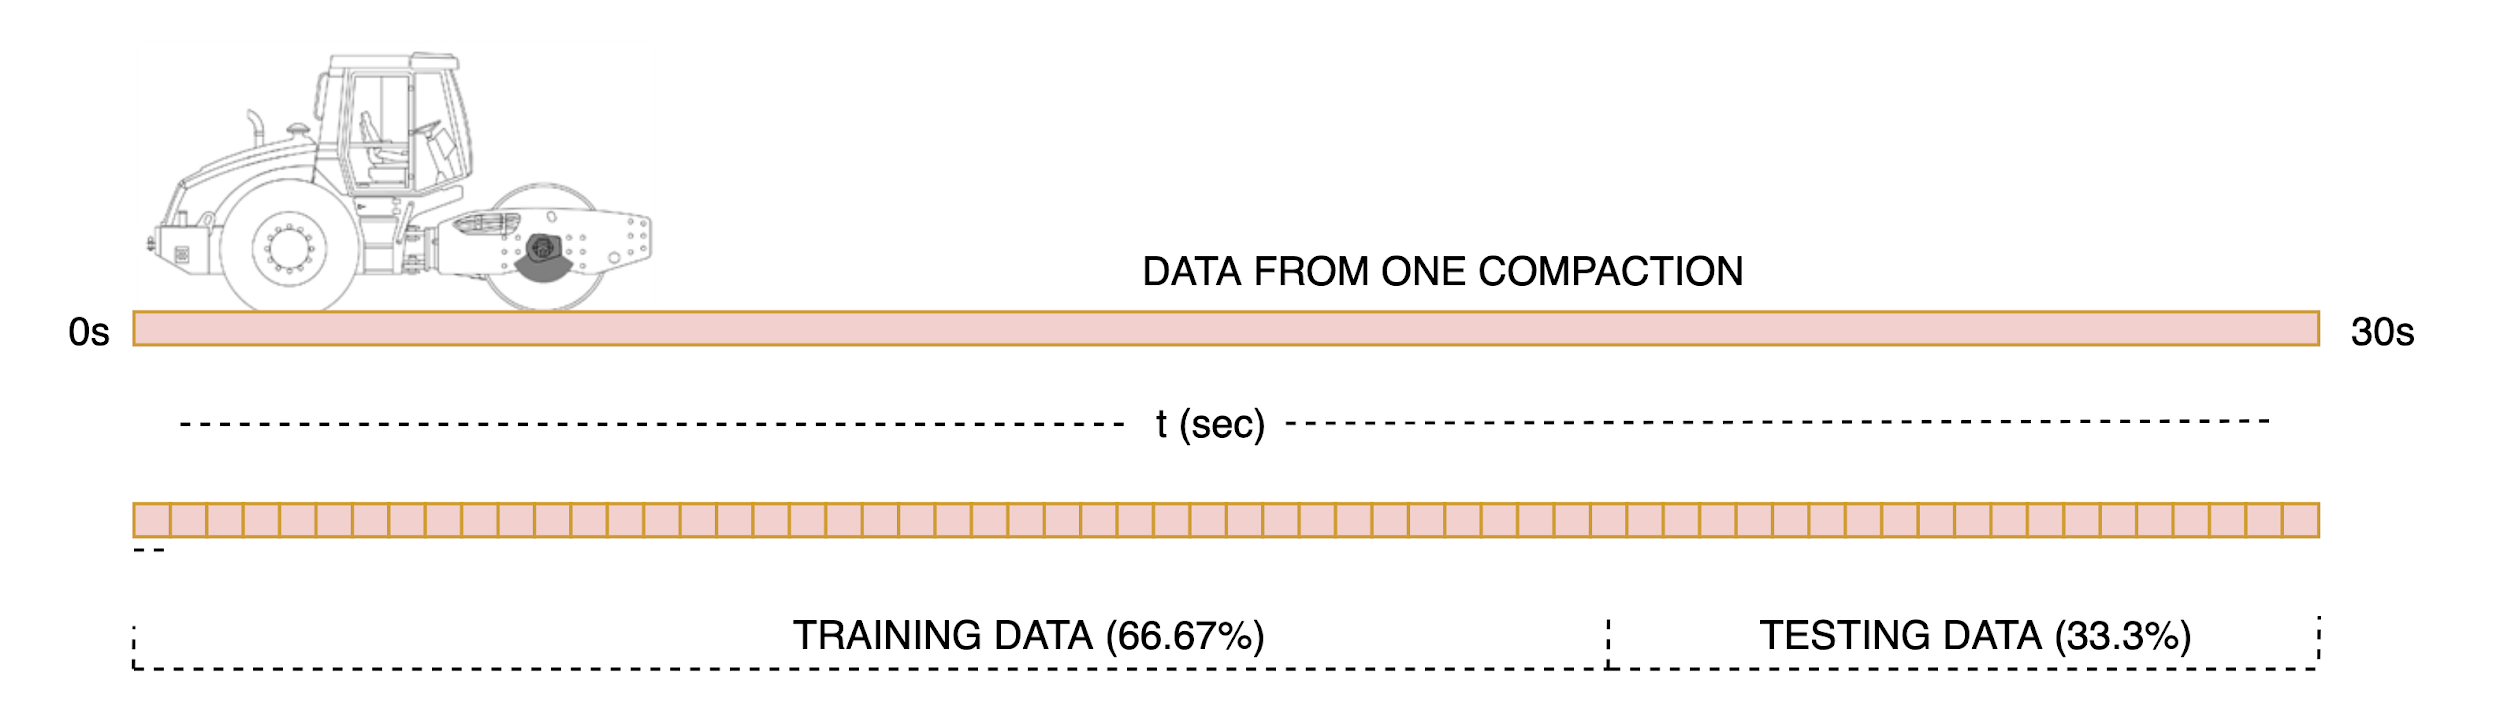 DATA FROM ONE COMPACTION
0s
30s
t (sec)
TRAINING DATA (66.67%)
TESTING DATA (33.3%)